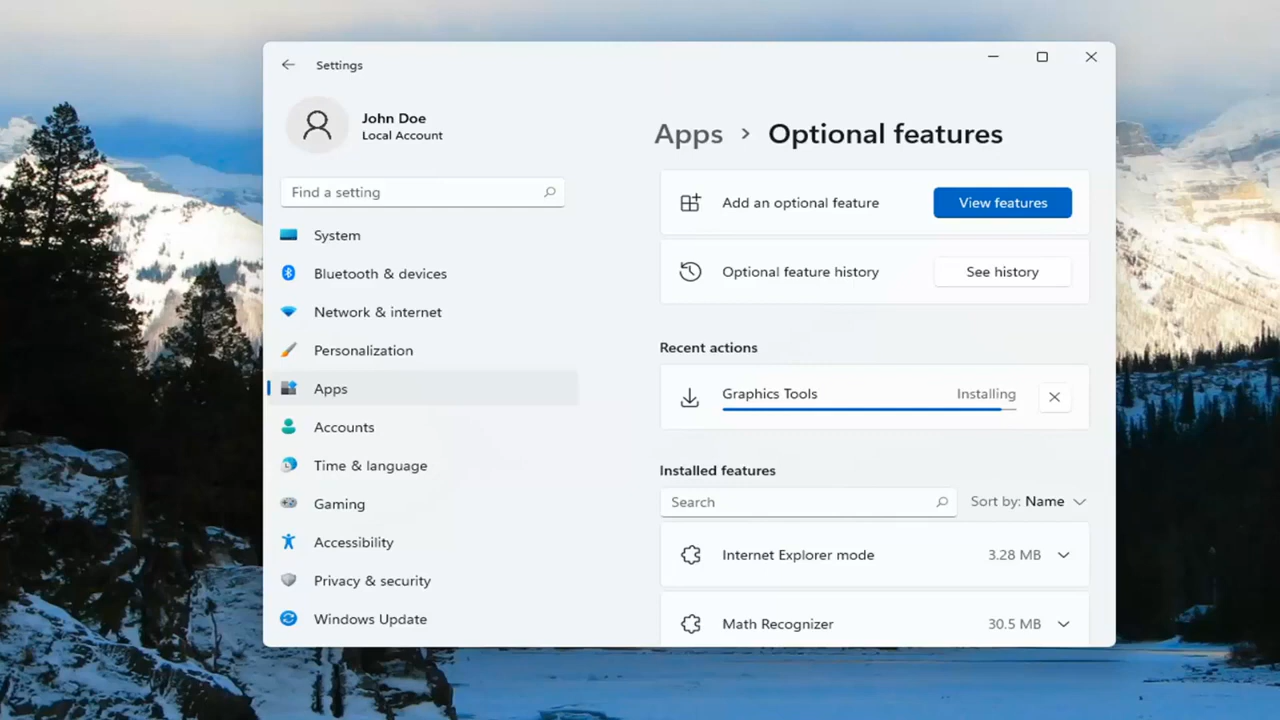 Settings
John Doe
Local Account
Find a setting
System
Bluetooth & devices
Network & internet
Personalization
Apps
Accounts
Time & language
Gaming
Accessibility
Privacy & security
Windows Update
Apps > Optional features
Add an optional feature View features
Optional feature history See history
Recent actions
Graphics Tools Installing
Installed features
Search Sort by: Name
Internet Explorer mode 3.28 MB
Math Recognizer 30.5 MB